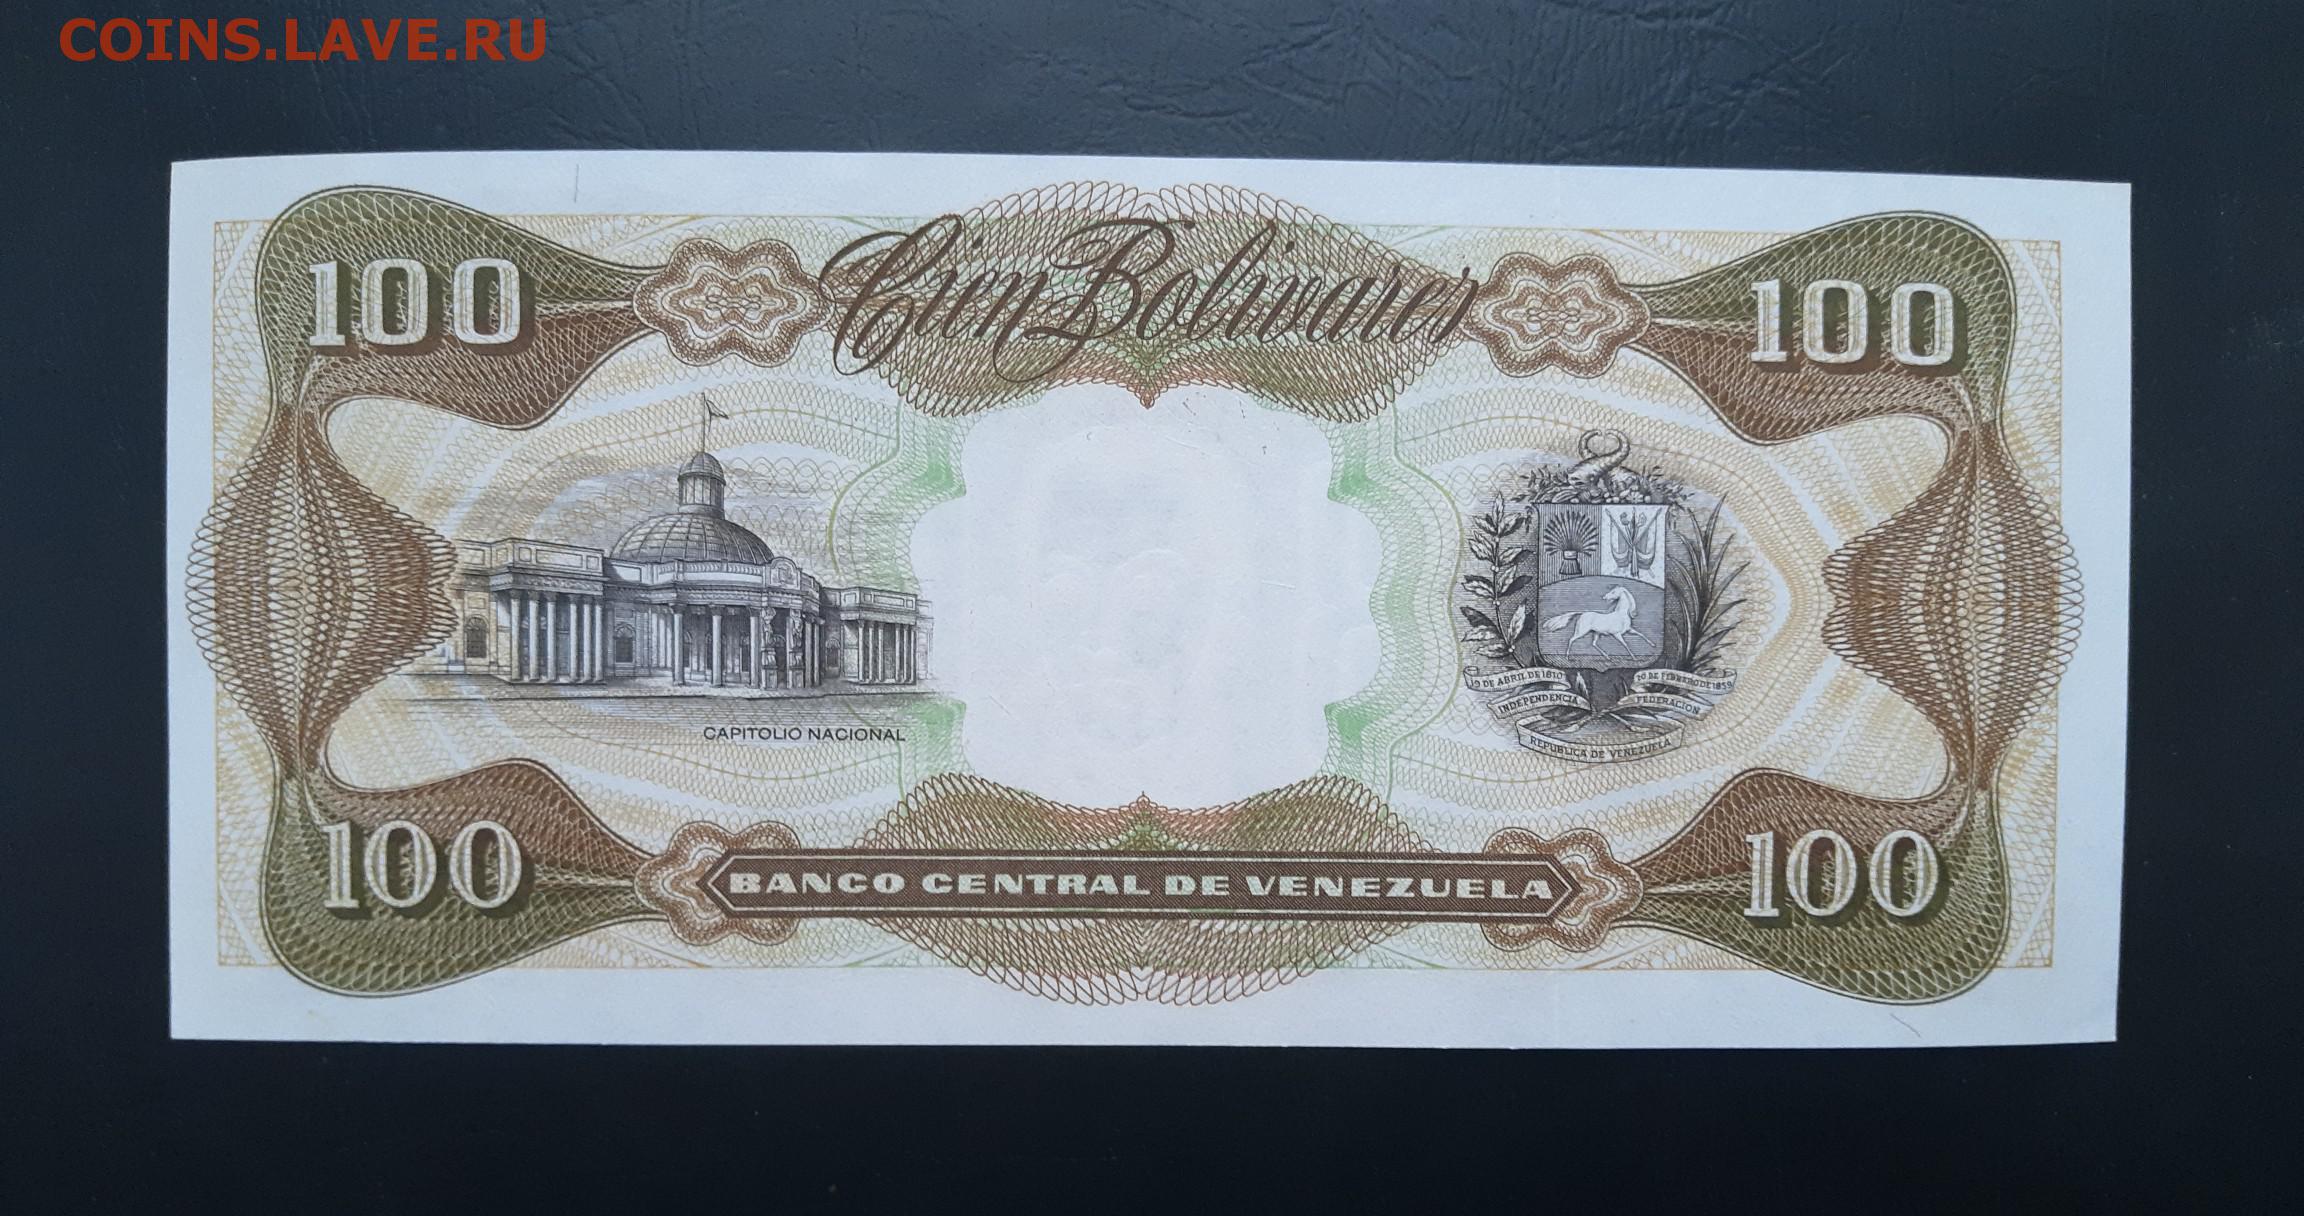 COINS.LAVE.RU
Cien Bolivares
100 100
CAPITOLIO NACIONAL
19 DE ABRIL DE 1810 20 DE FEBRERO DE 1859
INDEPENDENCIA FEDERACION
REPUBLICA DE VENEZUELA
100 100
BANCO CENTRAL DE VENEZUELA